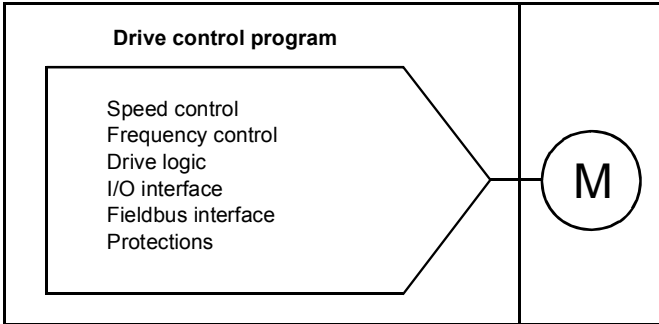 Drive control program
Speed control
Frequency control
Drive logic
I/O interface
Fieldbus interface
Protections
M